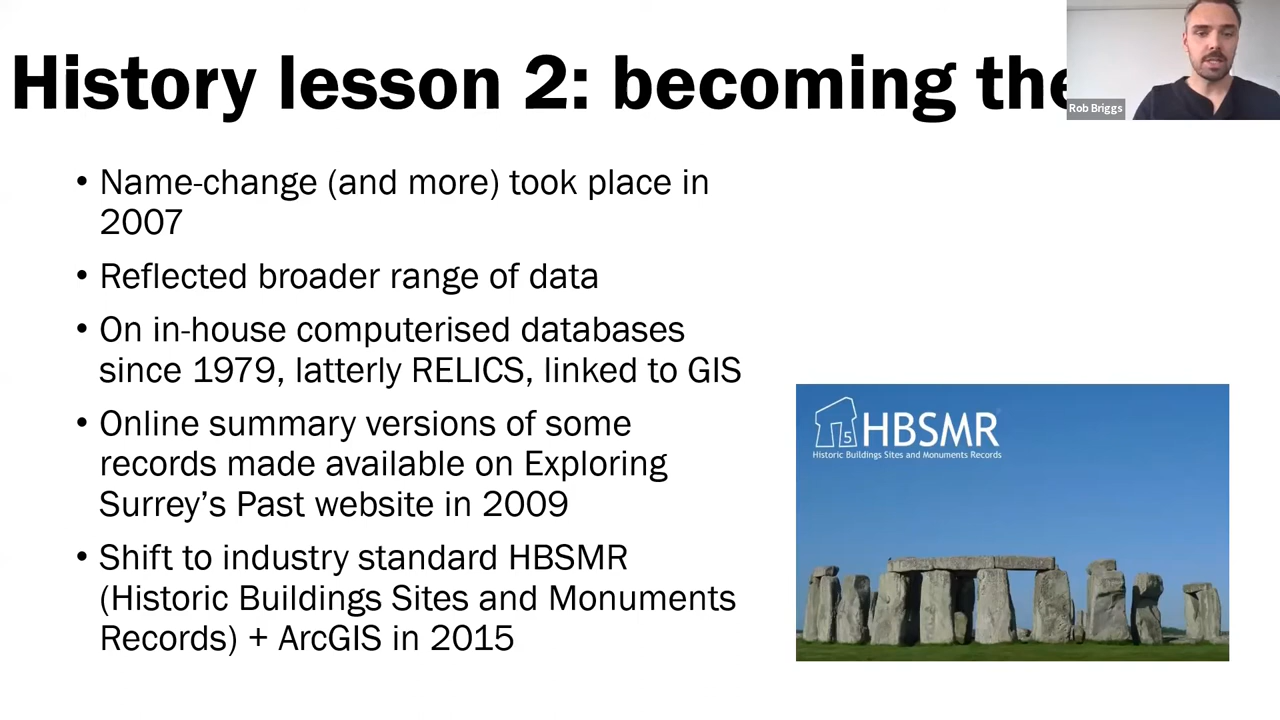 History lesson 2: becoming the
Rob Briggs
• Name-change (and more) took place in
2007
• Reflected broader range of data
• On in-house computerised databases
since 1979, latterly RELICS, linked to GIS
• Online summary versions of some
records made available on Exploring
Surrey’s Past website in 2009
• Shift to industry standard HBSMR
(Historic Buildings Sites and Monuments
Records) + ArcGIS in 2015
5 HBSMR
Historic Buildings Sites and Monuments Records